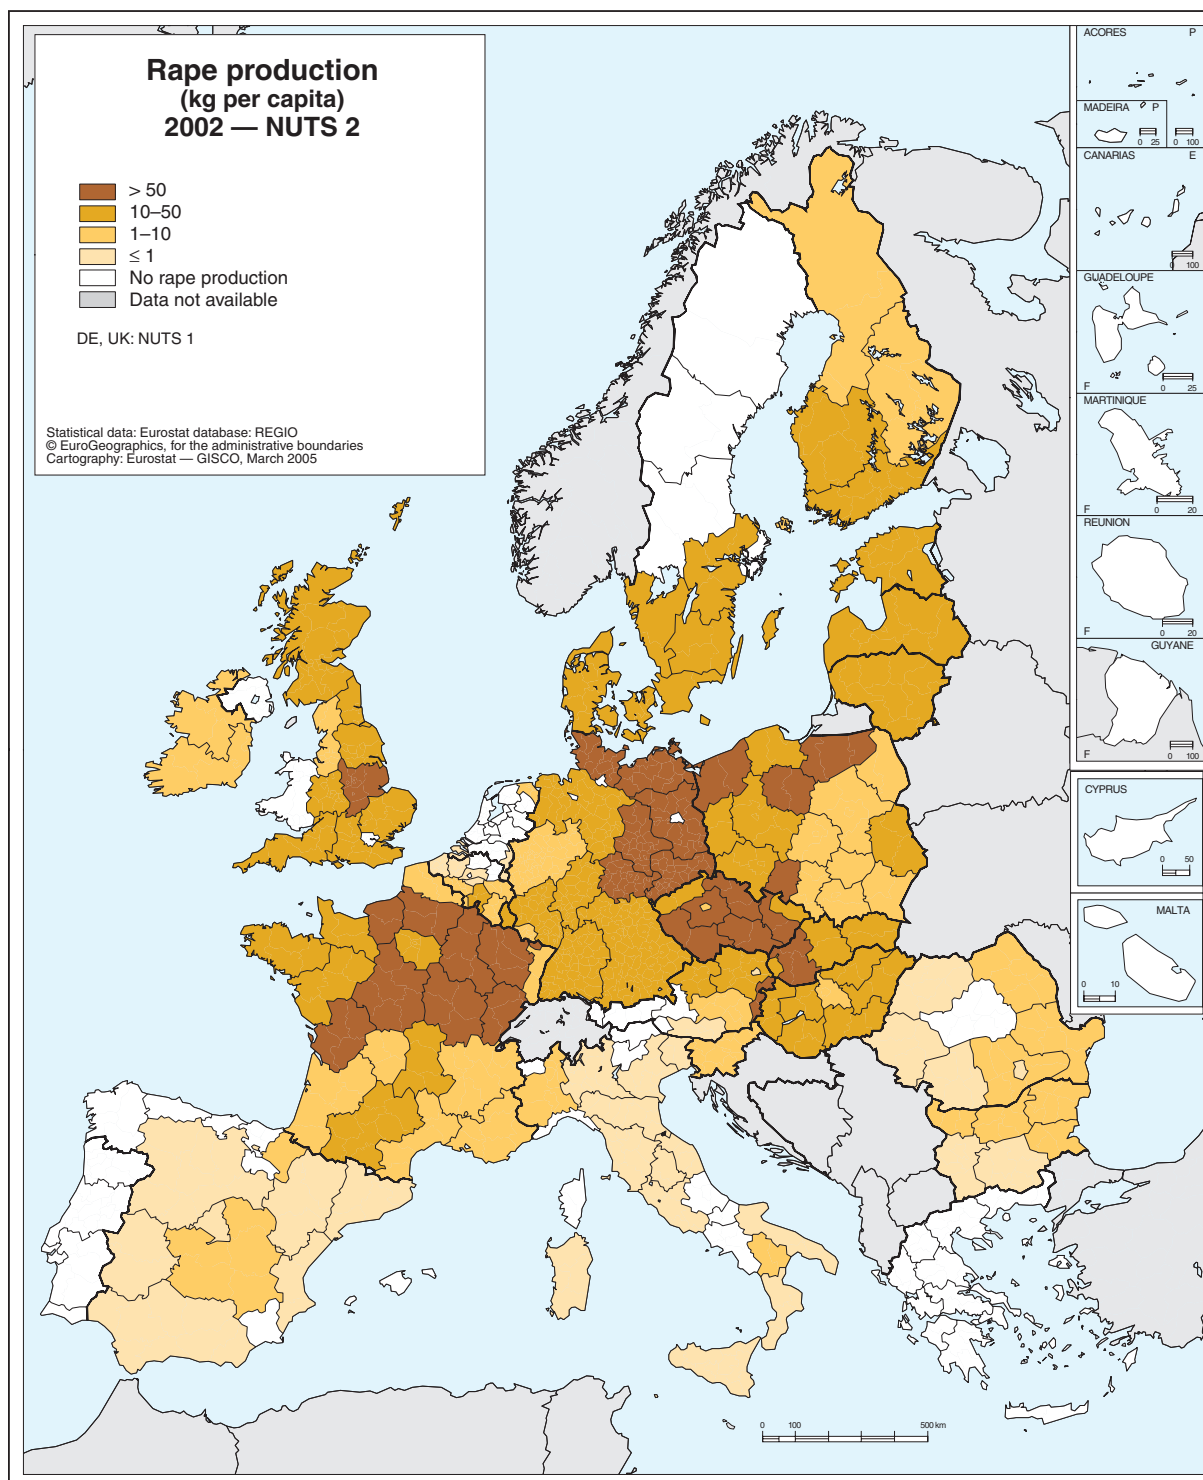 Rape production
(kg per capita)
2002 — NUTS 2
> 50
10–50
1–10
≤ 1
No rape production
Data not available
DE, UK: NUTS 1
Statistical data: Eurostat database: REGIO
© EuroGeographics, for the administrative boundaries
Cartography: Eurostat — GISCO, March 2005
0 100 500 km
ACORES P
0 100
MADEIRA P
0 25
CANARIAS E
0 100
GUADELOUPE
F 0 25
MARTINIQUE
F 0 20
REUNION
F 0 20
GUYANE
F 0 100
CYPRUS
0 50
MALTA
0 10